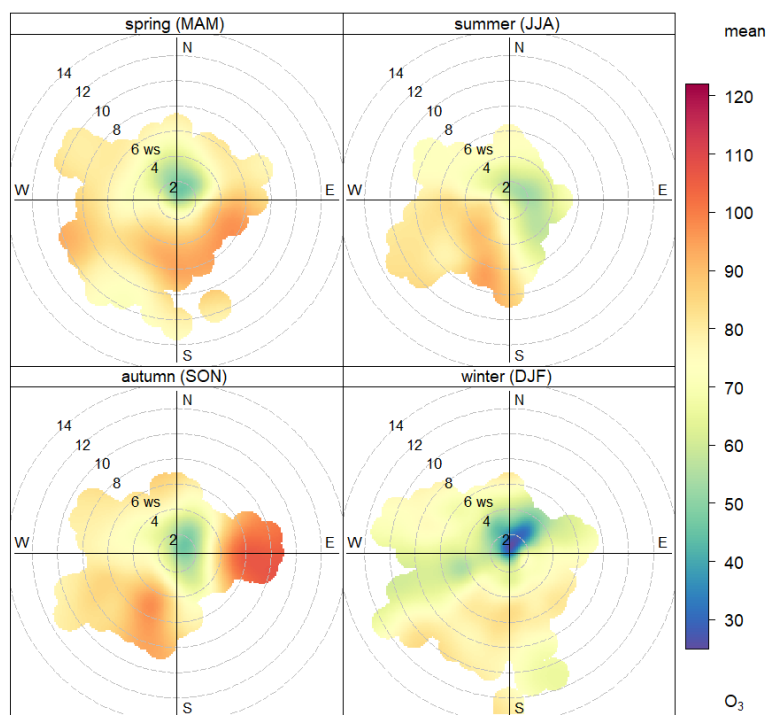 spring (MAM)
N
14
12
10
8
6 ws
4
2
W
E
S
summer (JJA)
N
14
12
10
8
6 ws
4
2
W
E
S
autumn (SON)
N
14
12
10
8
6 ws
4
2
W
E
S
winter (DJF)
N
14
12
10
8
6 ws
4
2
W
E
S
mean
120
110
100
90
80
70
60
50
40
30
O₃